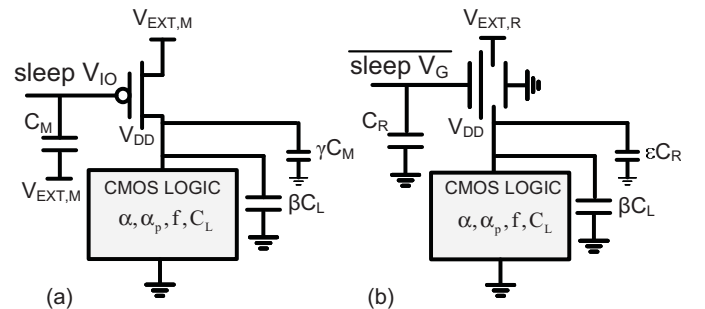 V_EXT,M
sleep V_IO
C_M
V_DD
γC_M
V_EXT,M
CMOS LOGIC
α, α_p, f, C_L
βC_L
(a)
V_EXT,R
sleep V_G
C_R
V_DD
εC_R
CMOS LOGIC
α, α_p, f, C_L
βC_L
(b)